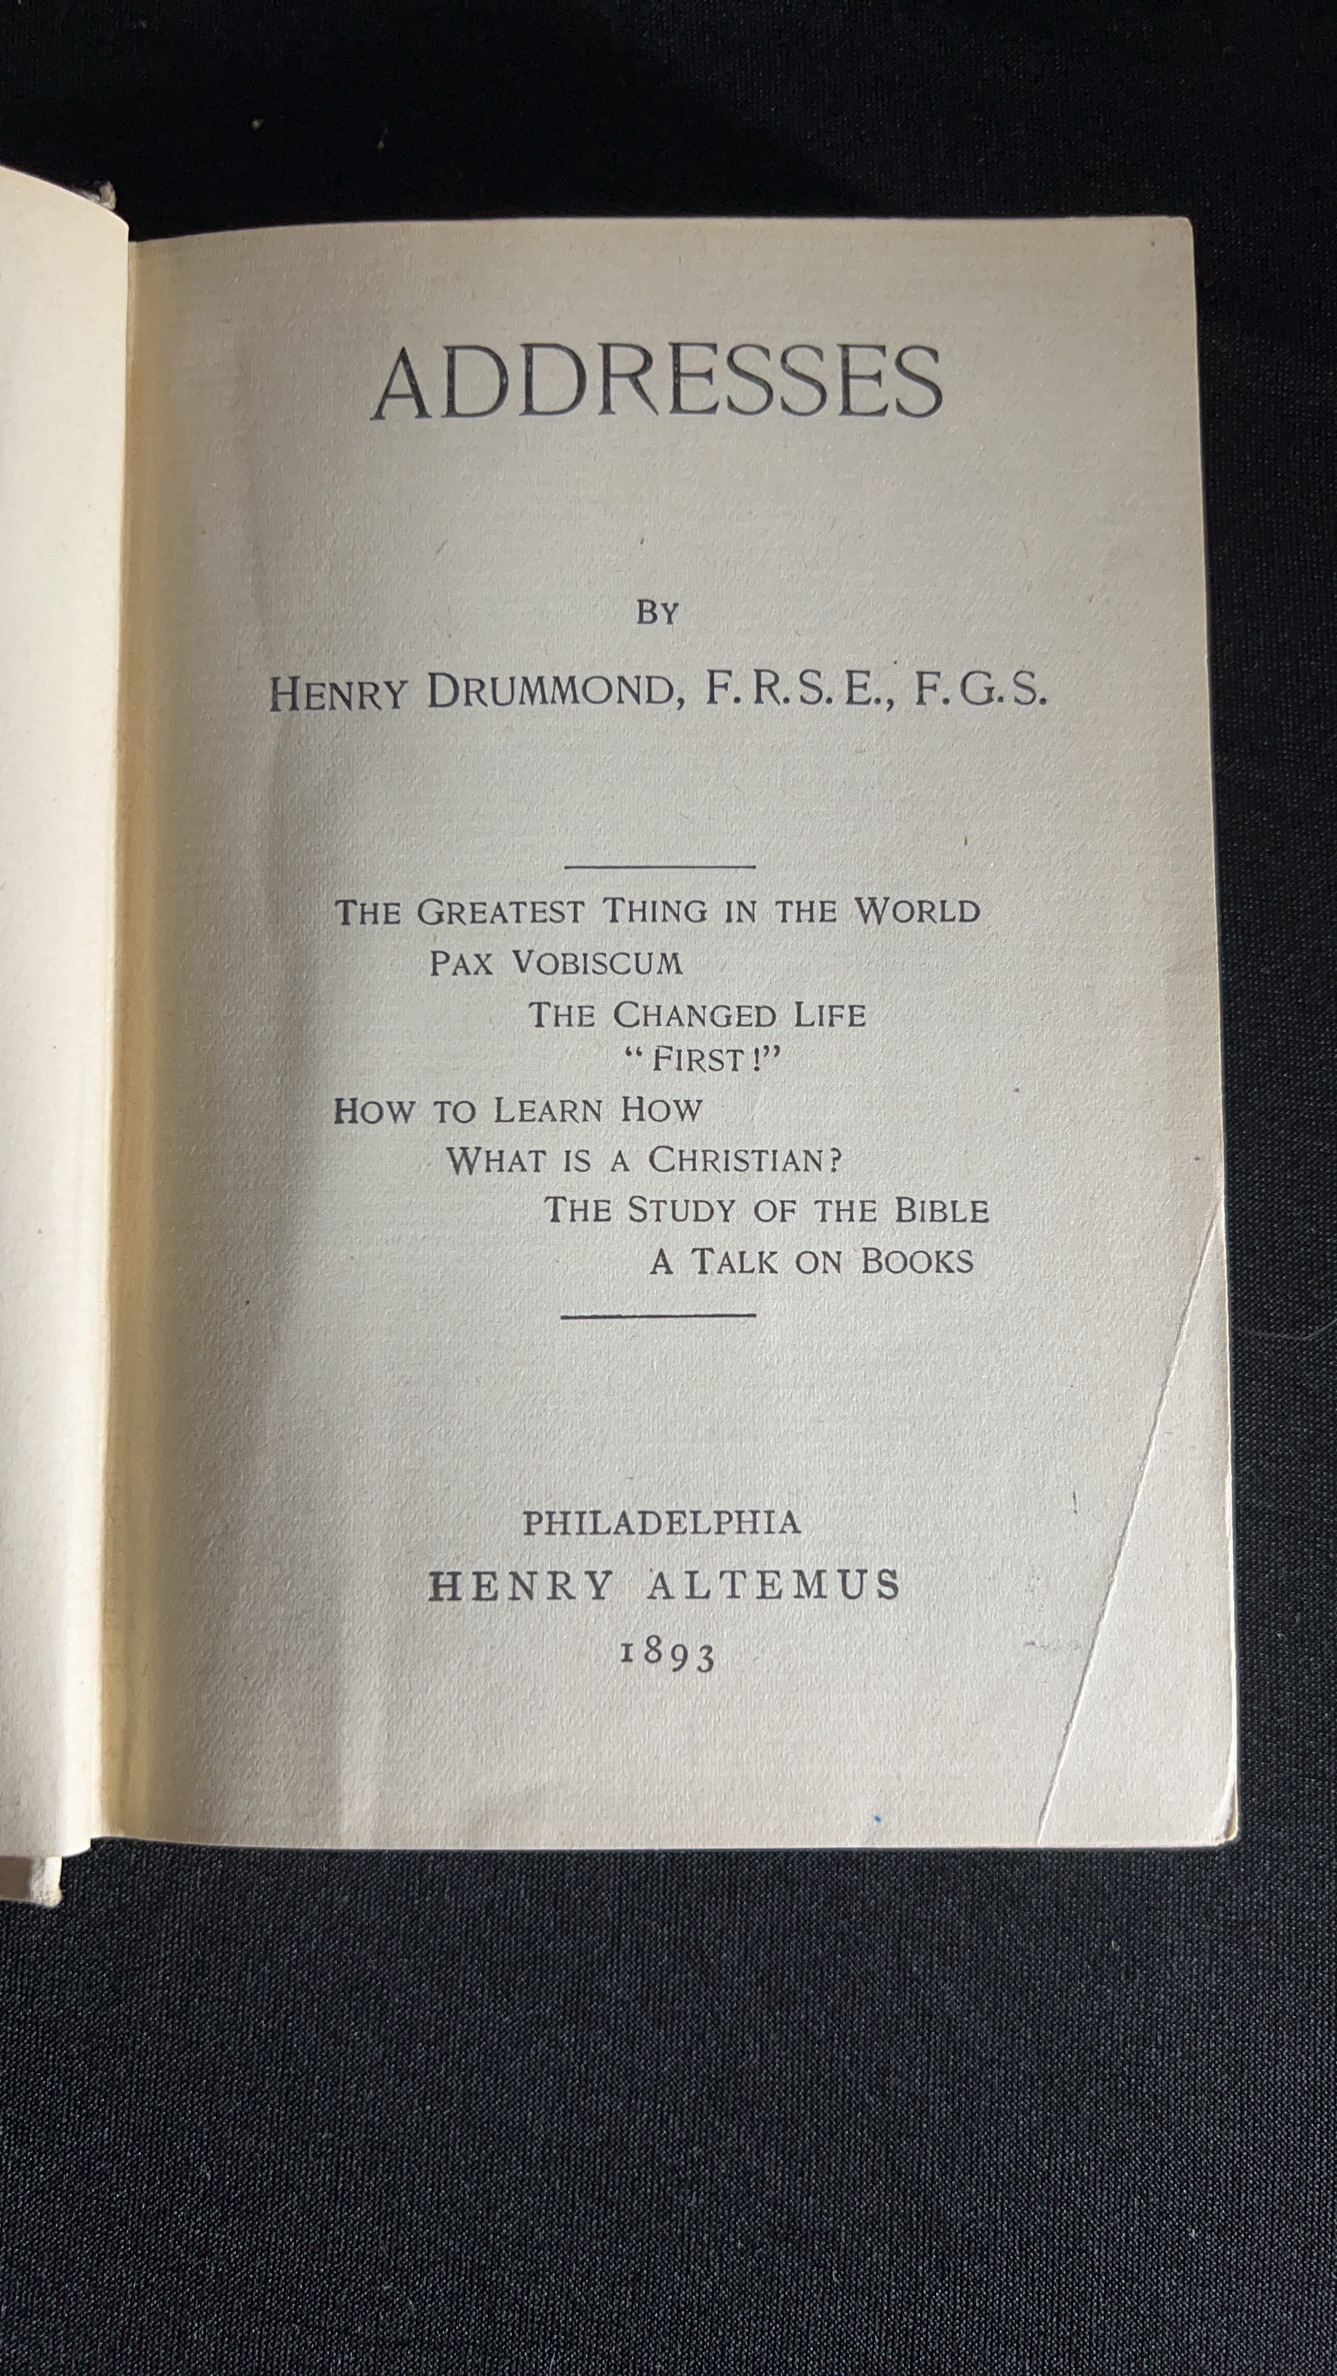 ADDRESSES
BY
HENRY DRUMMOND, F. R. S. E., F. G. S.
THE GREATEST THING IN THE WORLD
PAX VOBISCUM
THE CHANGED LIFE
“FIRST!”
HOW TO LEARN HOW
WHAT IS A CHRISTIAN?
THE STUDY OF THE BIBLE
A TALK ON BOOKS
PHILADELPHIA
HENRY ALTEMUS
1893